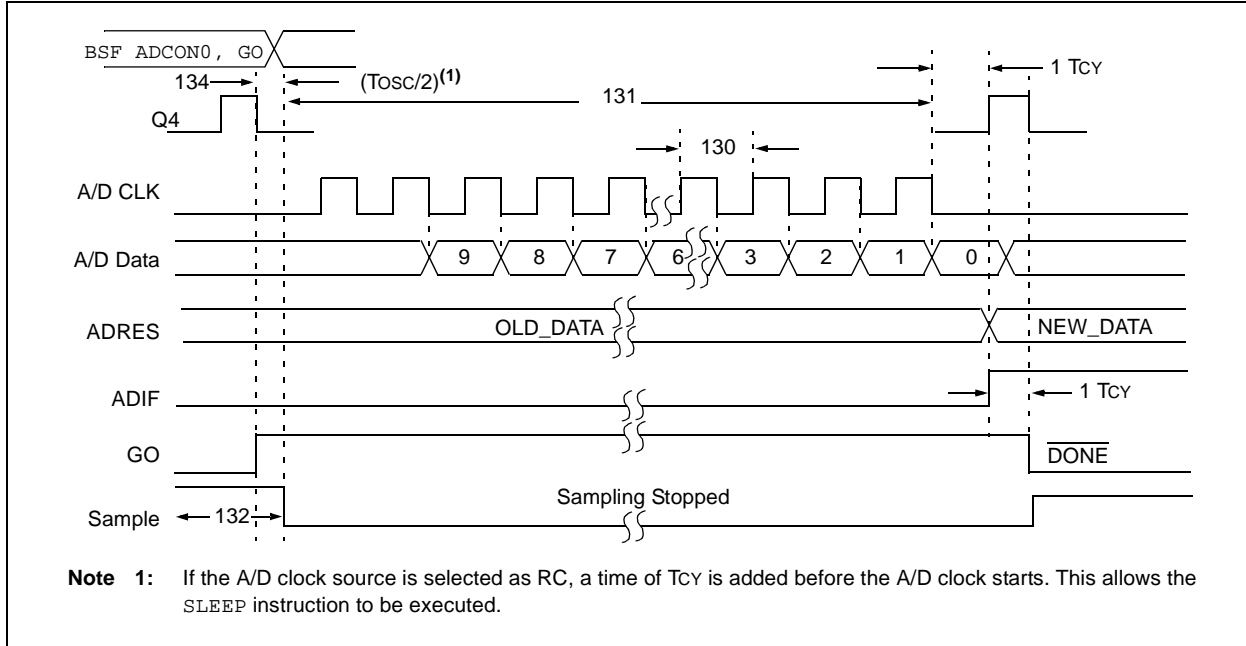 BSF ADCON0, GO
134
(TOSC/2)(1)
131
1 TCY
Q4
130
A/D CLK
A/D Data
9
8
7
6
3
2
1
0
ADRES
OLD_DATA
NEW_DATA
ADIF
1 TCY
GO
DONE
Sampling Stopped
Sample
132
Note 1: If the A/D clock source is selected as RC, a time of TCY is added before the A/D clock starts. This allows the
SLEEP instruction to be executed.